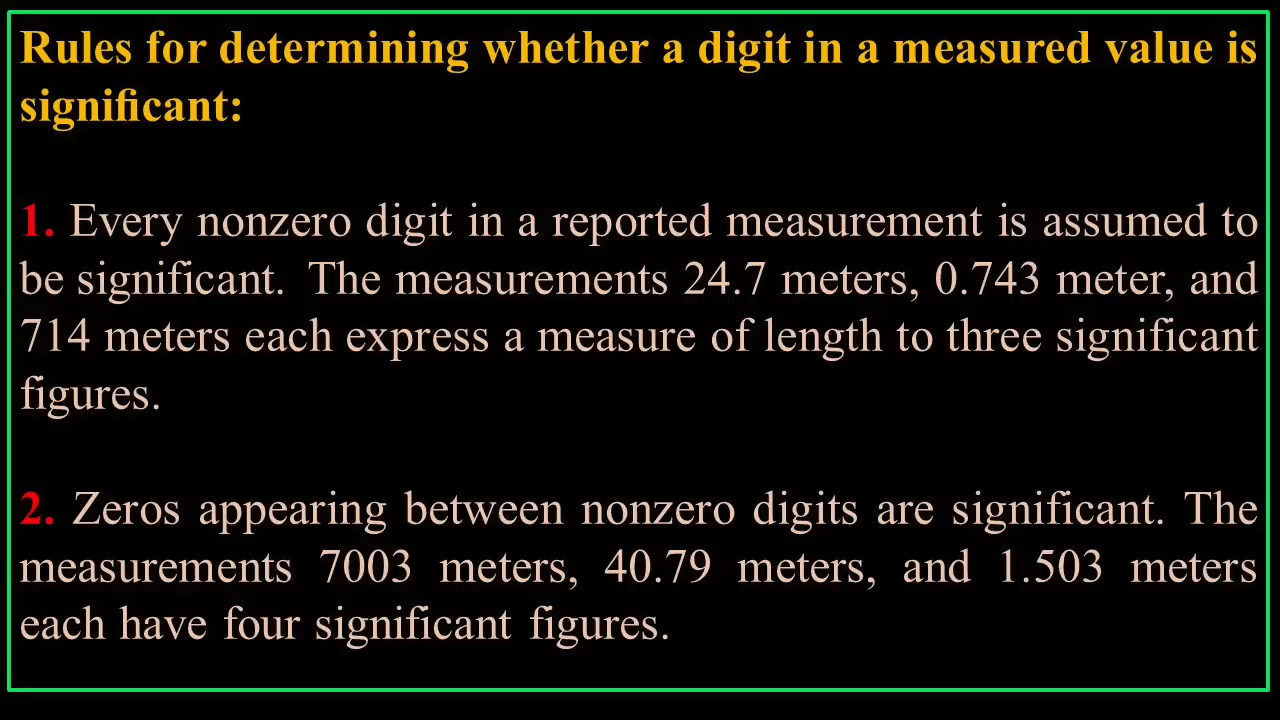 Rules for determining whether a digit in a measured value is
significant:
1. Every nonzero digit in a reported measurement is assumed to
be significant. The measurements 24.7 meters, 0.743 meter, and
714 meters each express a measure of length to three significant
figures.
2. Zeros appearing between nonzero digits are significant. The
measurements 7003 meters, 40.79 meters, and 1.503 meters
each have four significant figures.